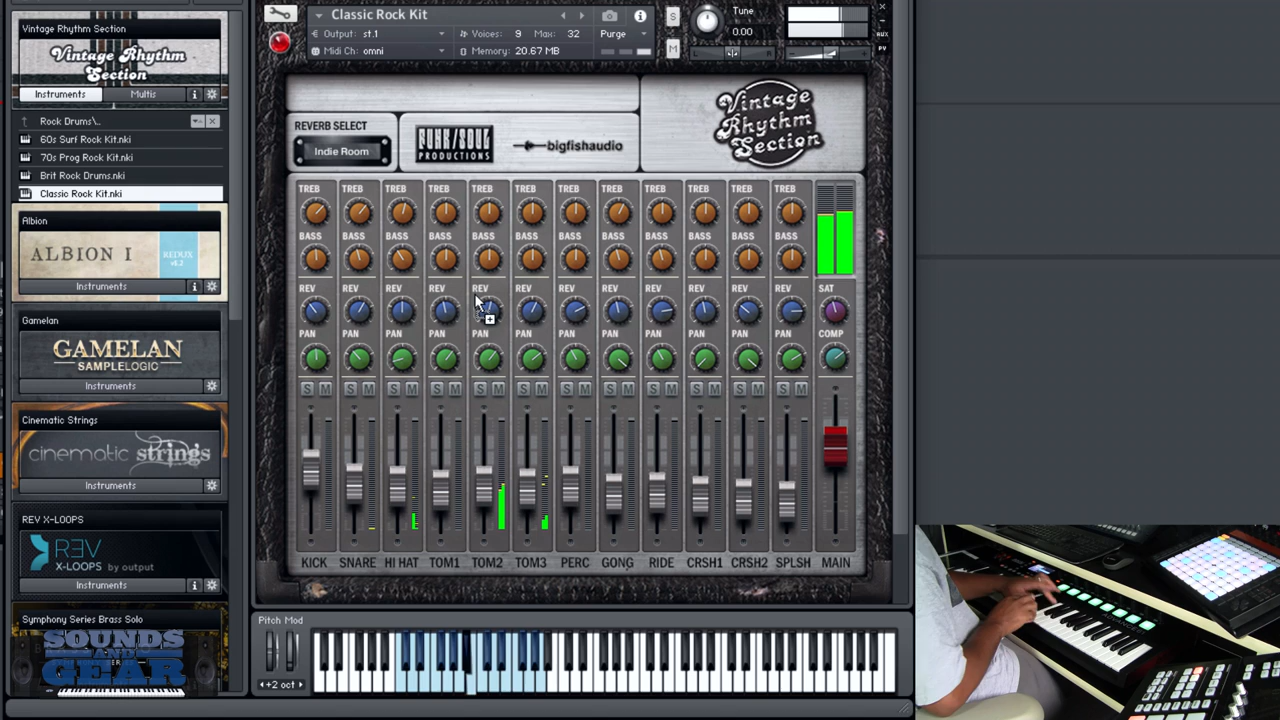 Vintage Rhythm Section
Vintage Rhythm
Section
Instruments
Multis
i
Rock Drums\..
60s Surf Rock Kit.nki
70s Prog Rock Kit.nki
Brit Rock Drums.nki
Classic Rock Kit.nki
Albion
ALBION I
REDUX
Instruments
i
Gamelan
GAMELAN
SAMPLELOGIC
Instruments
Cinematic Strings
cinematic strings
Instruments
REV X-LOOPS
REV
X-LOOPS by output
Instruments
i
Symphony Series Brass Solo
SOUNDS
AND
GEAR
Classic Rock Kit
i
S
Tune
Output: st.1
Voices: 9 Max: 32 Purge
0.00
Midi Ch: omni
Memory: 20.67 MB
M
L
R
AUX
PV
REVERB SELECT
Indie Room
FUNK/SOUL
PRODUCTIONS
bigfishaudio
Vintage
Rhythm
Section
TREB TREB TREB TREB TREB TREB TREB TREB TREB TREB TREB TREB
BASS BASS BASS BASS BASS BASS BASS BASS BASS BASS BASS BASS
REV REV REV REV REV REV REV REV REV REV REV REV SAT
PAN PAN PAN PAN PAN PAN PAN PAN PAN PAN PAN PAN COMP
S M S M S M S M S M S M S M S M S M S M S M S M
KICK SNARE HI HAT TOM1 TOM2 TOM3 PERC GONG RIDE CRSH1 CRSH2 SPLSH MAIN
Pitch Mod
+2 oct